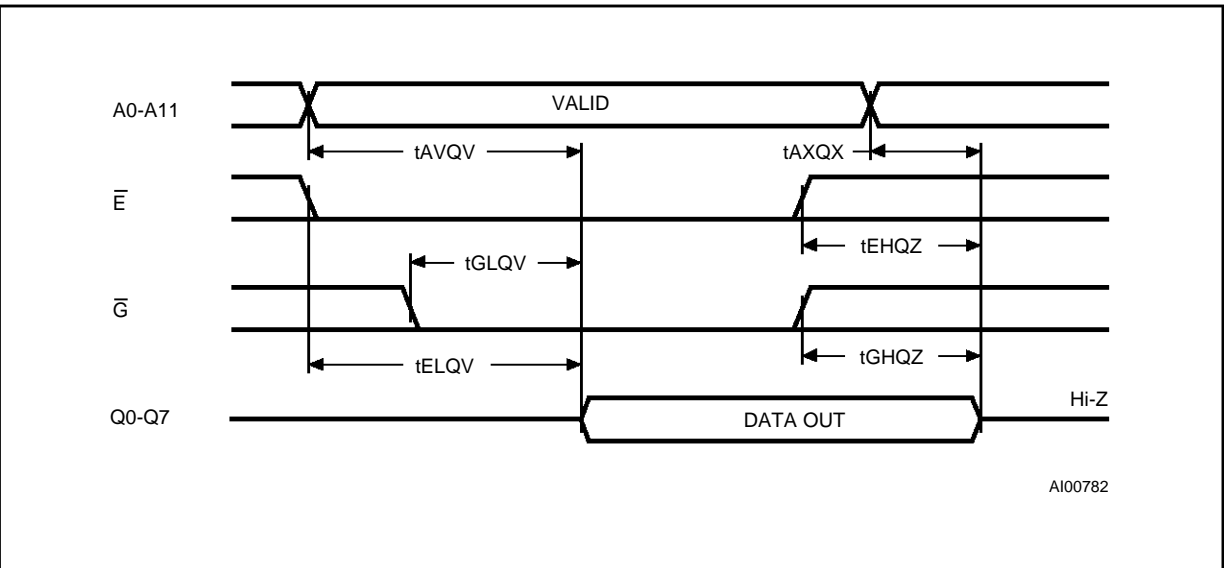 A0-A11
VALID
tAVQV
tAXQX
Ē
tEHQZ
tGLQV
G̅
tGHQZ
tELQV
Hi-Z
Q0-Q7
DATA OUT
AI00782